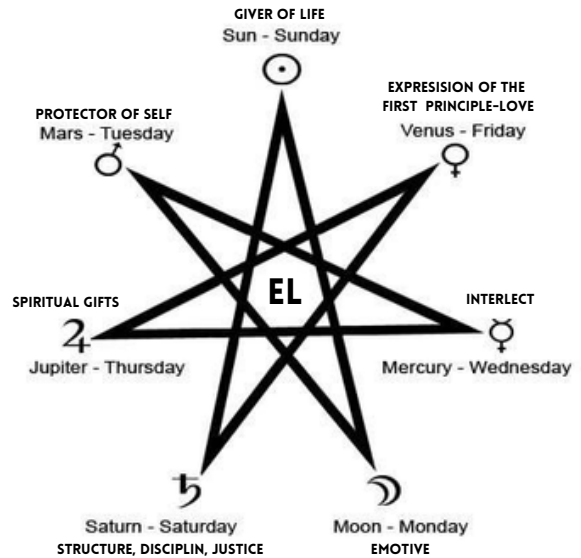 GIVER OF LIFE
Sun - Sunday
EXPRESISION OF THE
FIRST PRINCIPLE-LOVE
Venus - Friday
PROTECTOR OF SELF
Mars - Tuesday
EL
SPIRITUAL GIFTS
Jupiter - Thursday
INTERLECT
Mercury - Wednesday
Saturn - Saturday
STRUCTURE, DISCIPLIN, JUSTICE
Moon - Monday
EMOTIVE